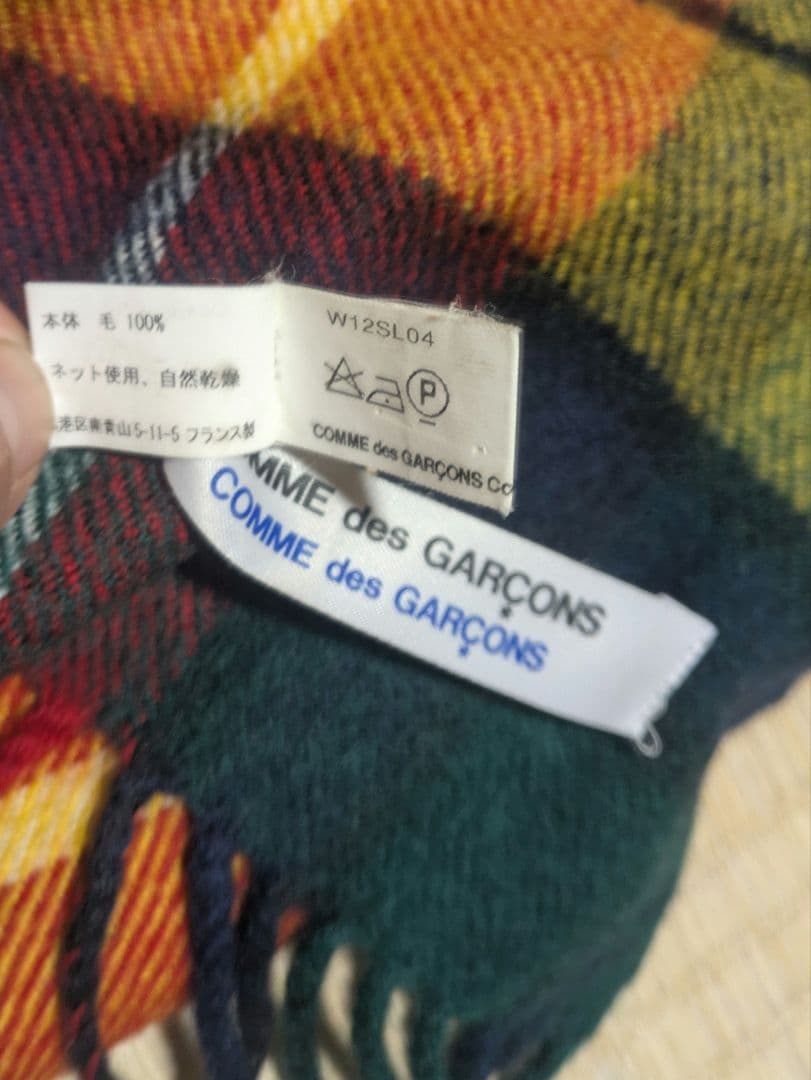 本体 毛 100%
ネット使用、自然乾燥
港区南青山5-11-5 フランス製
W12SL04
P
COMME des GARÇONS Co
MME des GARÇONS
COMME des GARÇONS